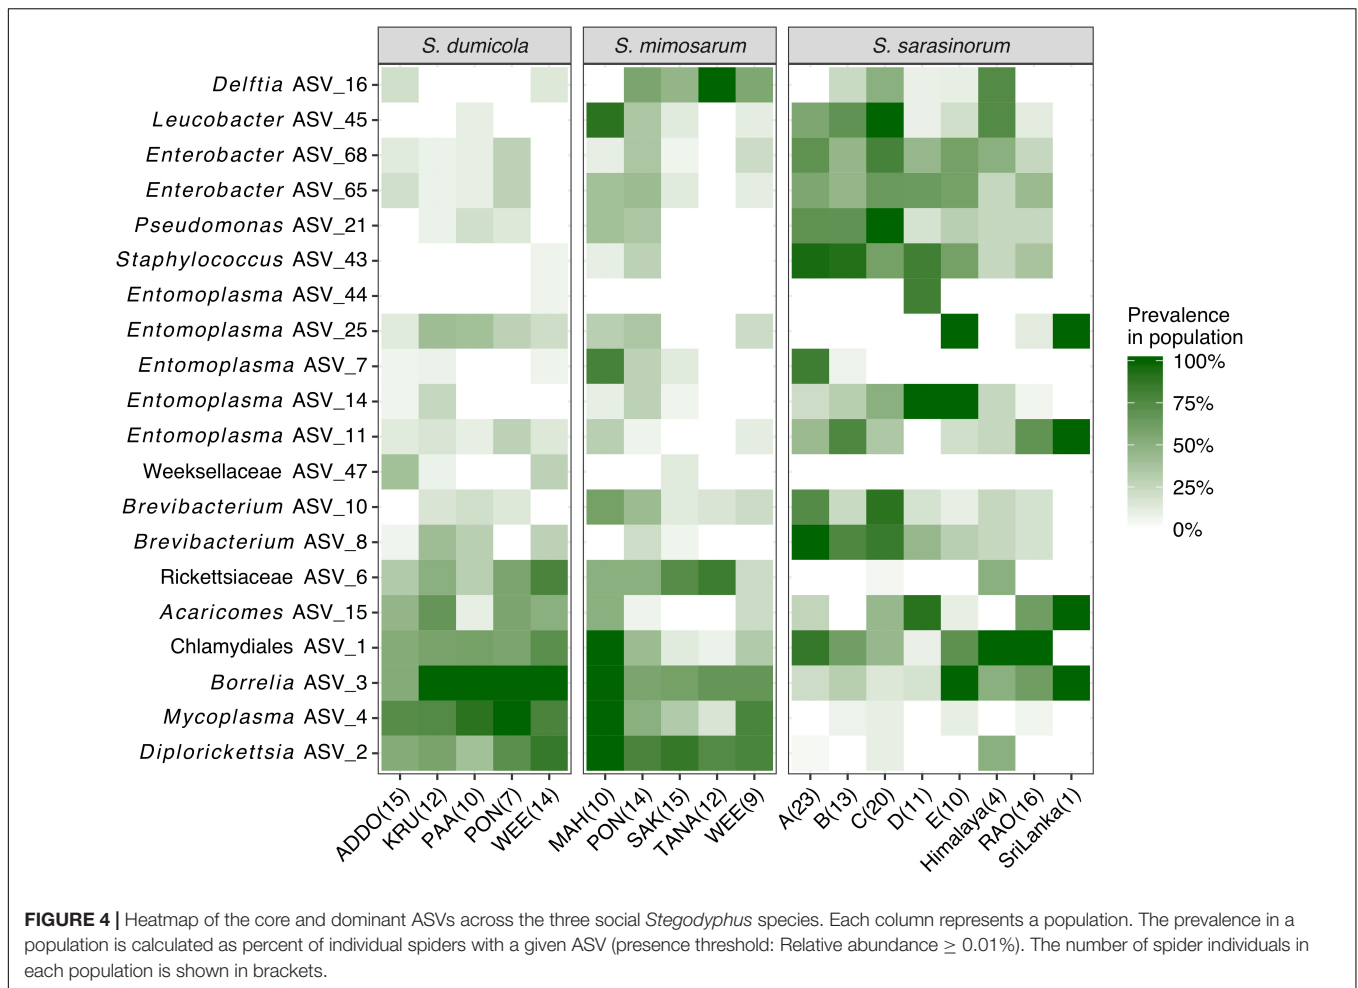 S. dumicola
S. mimosarum
S. sarasinorum
Delftia ASV_16
Leucobacter ASV_45
Enterobacter ASV_68
Enterobacter ASV_65
Pseudomonas ASV_21
Staphylococcus ASV_43
Entomoplasma ASV_44
Entomoplasma ASV_25
Entomoplasma ASV_7
Entomoplasma ASV_14
Entomoplasma ASV_11
Weeksellaceae ASV_47
Brevibacterium ASV_10
Brevibacterium ASV_8
Rickettsiaceae ASV_6
Acaricomes ASV_15
Chlamydiales ASV_1
Borrelia ASV_3
Mycoplasma ASV_4
Diplorickettsia ASV_2
ADDO(15)
KRU(12)
PAA(10)
PON(7)
WEE(14)
MAH(10)
PON(14)
SAK(15)
TANA(12)
WEE(9)
A(23)
B(13)
C(20)
D(11)
E(10)
Himalaya(4)
RAO(16)
SriLanka(1)
Prevalence
in population
100%
75%
50%
25%
0%
FIGURE 4 | Heatmap of the core and dominant ASVs across the three social Stegodyphus species. Each column represents a population. The prevalence in a
population is calculated as percent of individual spiders with a given ASV (presence threshold: Relative abundance ≥ 0.01%). The number of spider individuals in
each population is shown in brackets.